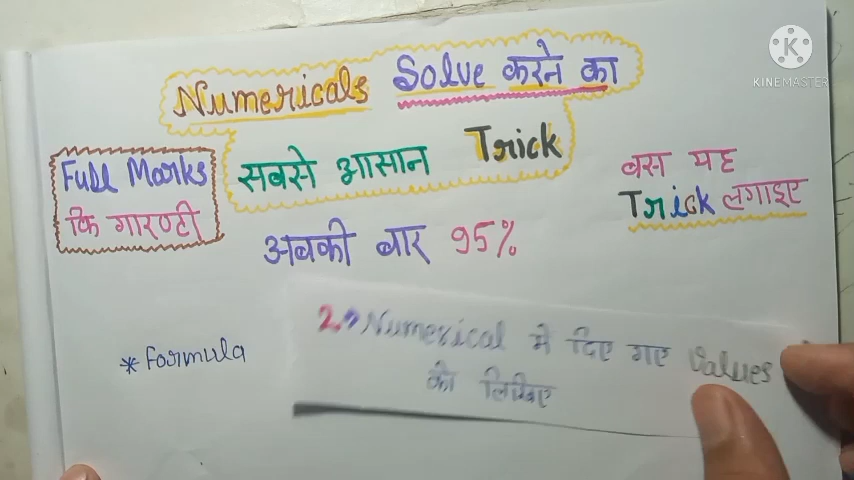 Numericals Solve करने का
सबसे आसान Trick
Full Marks
कि गारण्टी
बस यह
Trick लगाइए
अबकी बार 95%
* Formula
2. Numerical में दिए गए Values
को लिखिए
KINEMASTER